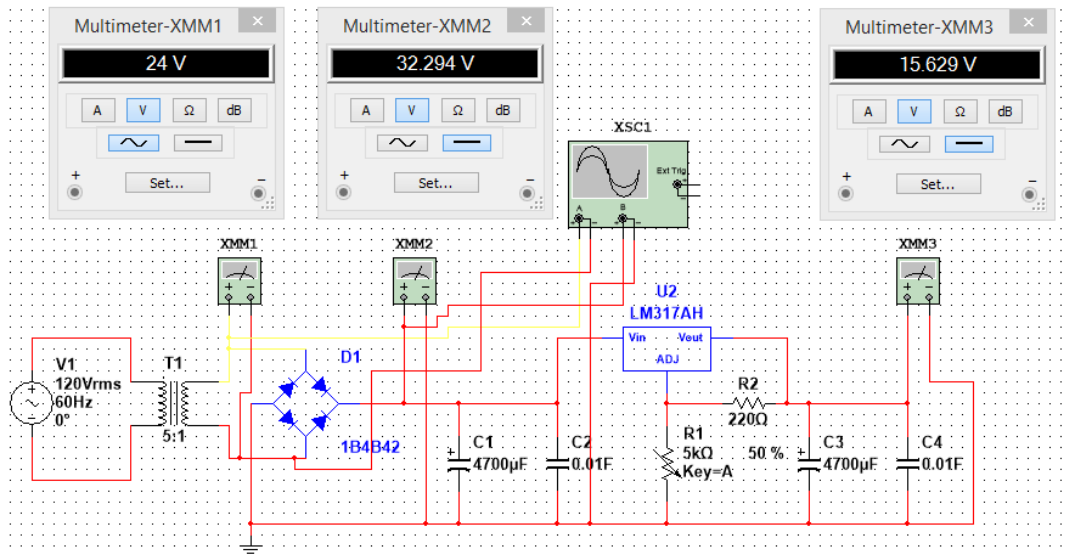 Multimeter-XMM1
24 V
A V Ω dB
+ Set... −
Multimeter-XMM2
32.294 V
A V Ω dB
+ Set... −
Multimeter-XMM3
15.629 V
A V Ω dB
+ Set... −
XSC1
Ext Trig
+
−
A B
+ − + −
XMM1
+ −
XMM2
+ −
XMM3
+ −
V1
120Vrms
60Hz
0°
+
−
T1
5:1
D1
1B4B42
U2
LM317AH
Vin Vout
ADJ
R2
220Ω
R1
5kΩ
Key=A
50 %
+ C1
4700µF
C2
0.01F
+ C3
4700µF
C4
0.01F